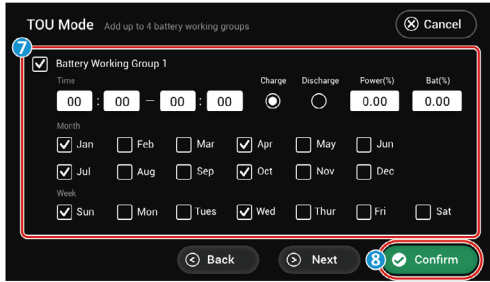 TOU Mode Add up to 4 battery working groups Cancel
7
Battery Working Group 1
Time Charge Discharge Power(%) Bat(%)
00 : 00 — 00 : 00 0.00 0.00
Month
Jan Feb Mar Apr May Jun
Jul Aug Sep Oct Nov Dec
Week
Sun Mon Tues Wed Thur Fri Sat
Back Next 8 Confirm